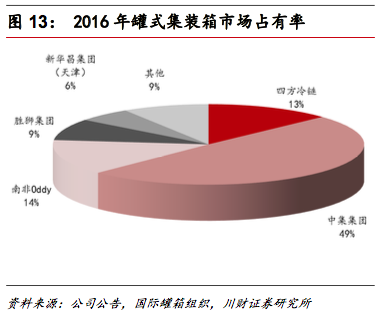 图 13： 2016 年罐式集装箱市场占有率
新华昌集团
（天津）
6%
其他
9%
四方冷链
13%
胜狮集团
9%
南非Oddy
14%
中集集团
49%
资料来源：公司公告，国际罐箱组织，川财证券研究所